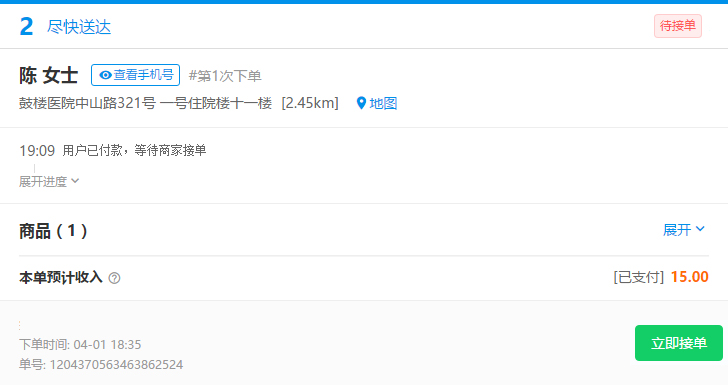 2 尽快送达 待接单
陈 女士 查看手机号 #第1次下单
鼓楼医院中山路321号 一号住院楼十一楼 [2.45km] 地图
19:09 用户已付款，等待商家接单
展开进度
商品（1） 展开
本单预计收入 ? [已支付] 15.00
下单时间: 04-01 18:35
单号: 1204370563463862524
立即接单